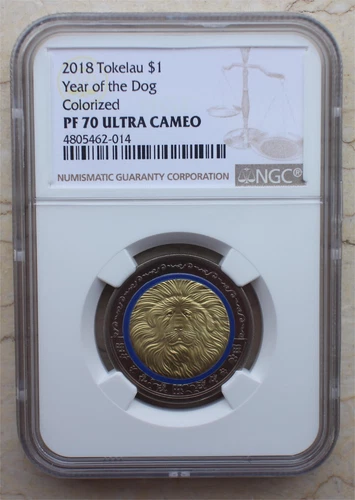 2018 Tokelau $1
Year of the Dog
Colorized
PF 70 ULTRA CAMEO
4805462-014
NUMISMATIC GUARANTY CORPORATION
NGC®